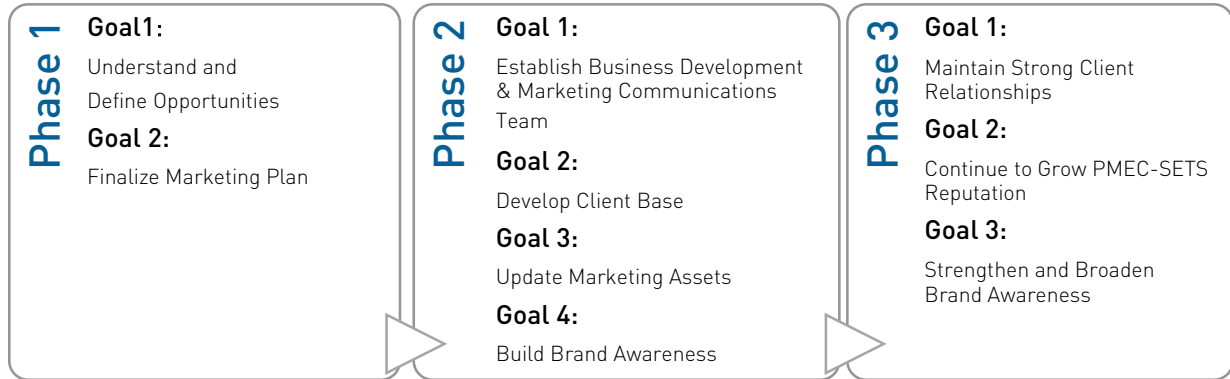 Phase 1
Goal1:
Understand and
Define Opportunities
Goal 2:
Finalize Marketing Plan
Phase 2
Goal 1:
Establish Business Development
& Marketing Communications
Team
Goal 2:
Develop Client Base
Goal 3:
Update Marketing Assets
Goal 4:
Build Brand Awareness
Phase 3
Goal 1:
Maintain Strong Client
Relationships
Goal 2:
Continue to Grow PMEC-SETS
Reputation
Goal 3:
Strengthen and Broaden
Brand Awareness